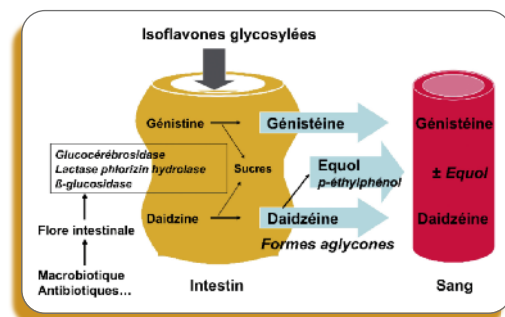 Isoflavones glycosylées
Génistine
Génistéine
Génistéine
Glucocérébrosidase
Lactase phlorizin hydrolase
ß-glucosidase
Sucres
Equol
p-éthylphénol
± Equol
Daidzine
Daidzéine
Daidzéine
Flore intestinale
Formes aglycones
Macrobiotique
Antibiotiques...
Intestin
Sang